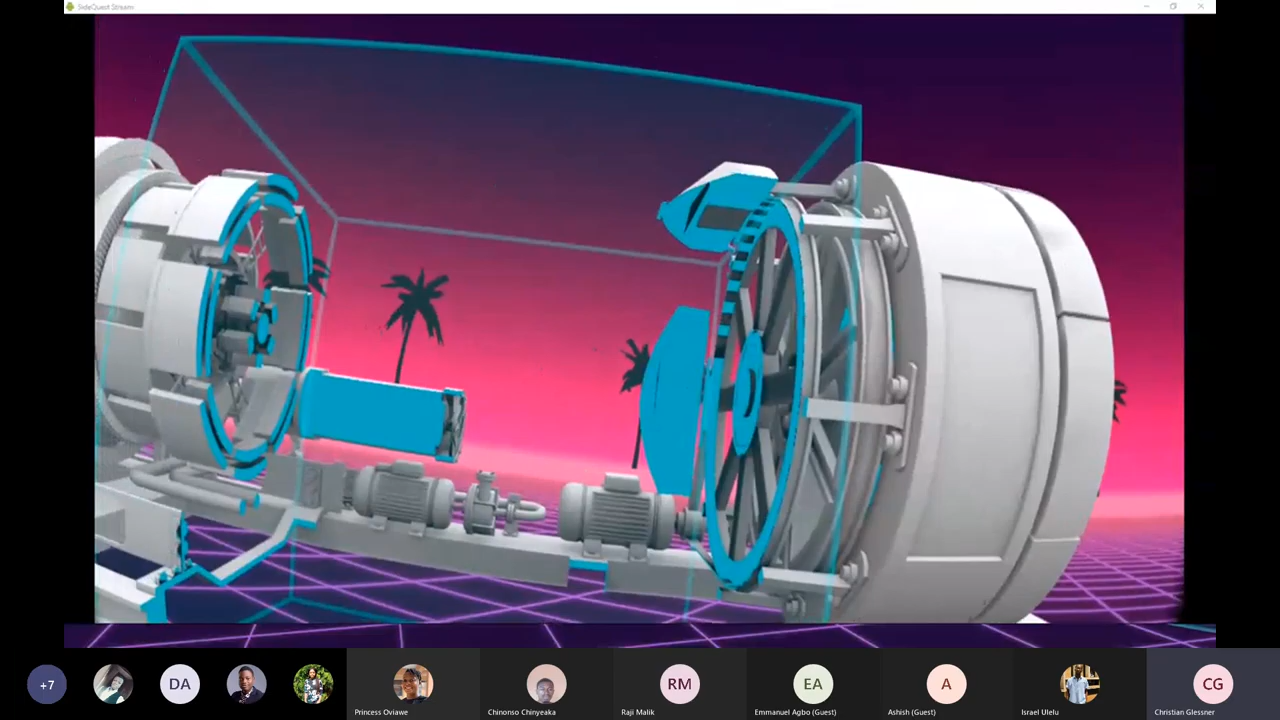 SideQuest Stream
+7
DA
RM
EA
A
CG
Princess Oviawe
Chinonso Chinyeaka
Raji Malik
Emmanuel Agbo (Guest)
Ashish (Guest)
Israel Ulelu
Christian Glessner